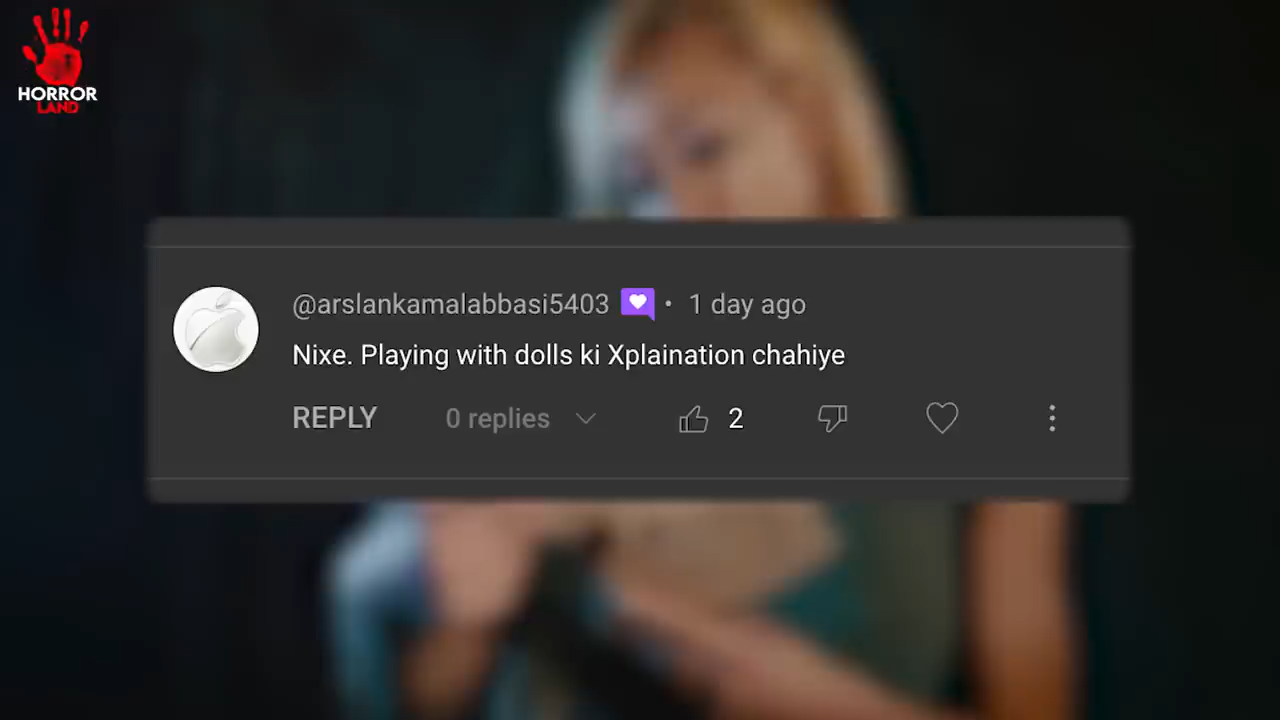 HORROR
LAND
@arslankamalabbasi5403 • 1 day ago
Nixe. Playing with dolls ki Xplaination chahiye
REPLY 0 replies 2